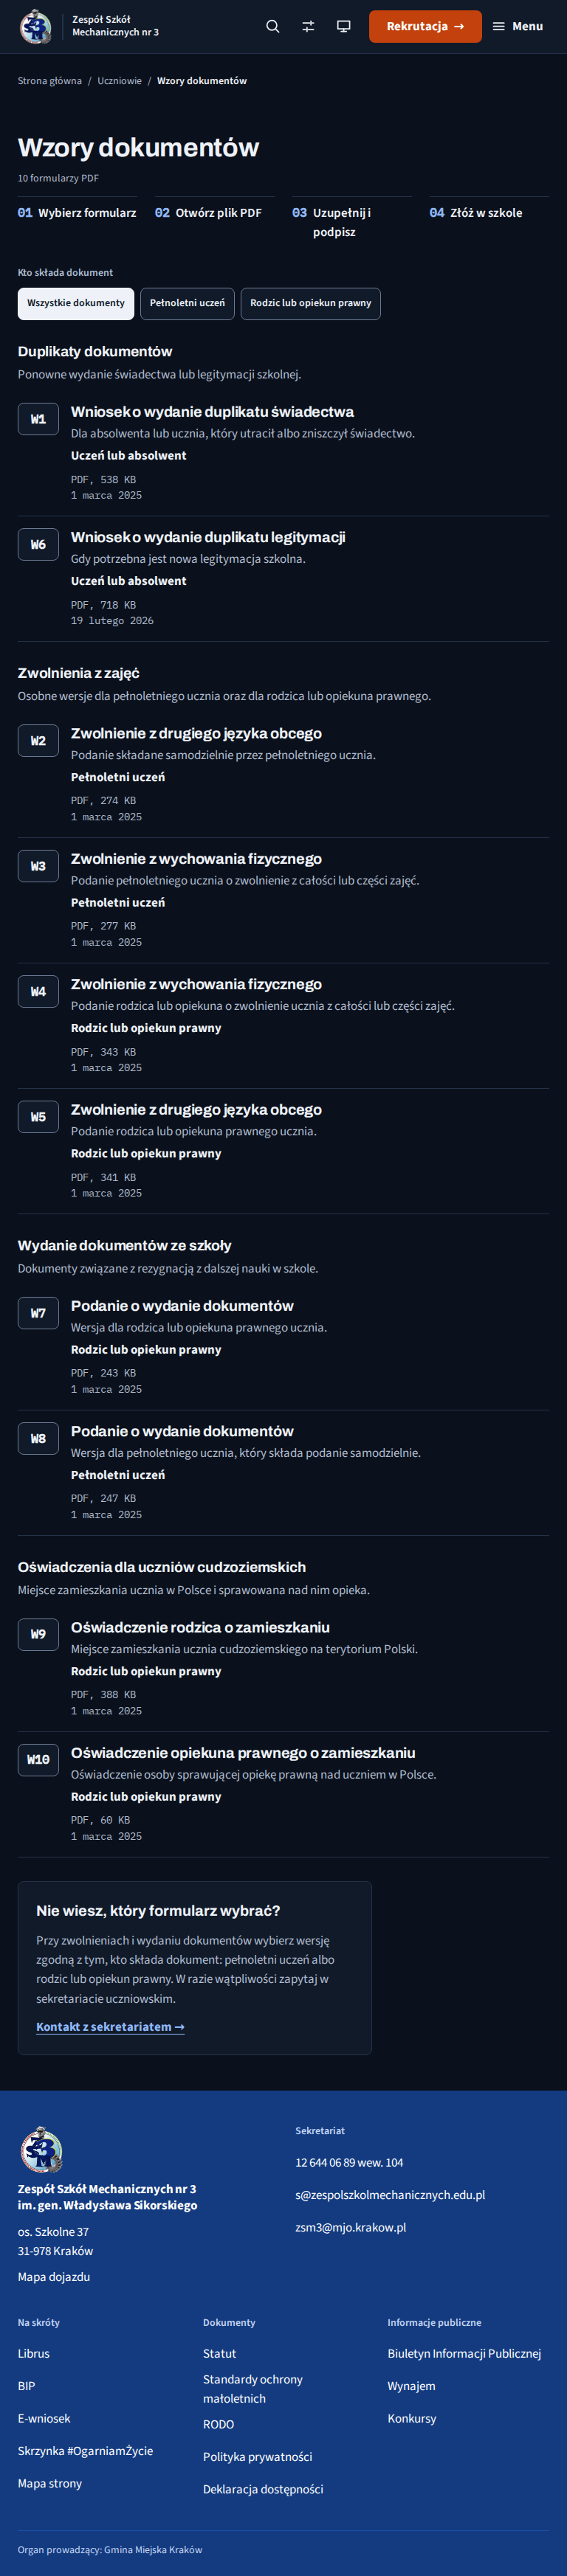 Zespół Szkół
Mechanicznych nr 3
Rekrutacja →
Menu
Strona główna / Uczniowie / Wzory dokumentów
Wzory dokumentów
10 formularzy PDF
01 Wybierz formularz
02 Otwórz plik PDF
03 Uzupełnij i
podpisz
04 Złóż w szkole
Kto składa dokument
Wszystkie dokumenty
Pełnoletni uczeń
Rodzic lub opiekun prawny
Duplikaty dokumentów
Ponowne wydanie świadectwa lub legitymacji szkolnej.
W1
Wniosek o wydanie duplikatu świadectwa
Dla absolwenta lub ucznia, który utracił albo zniszczył świadectwo.
Uczeń lub absolwent
PDF, 538 KB
1 marca 2025
W6
Wniosek o wydanie duplikatu legitymacji
Gdy potrzebna jest nowa legitymacja szkolna.
Uczeń lub absolwent
PDF, 718 KB
19 lutego 2026
Zwolnienia z zajęć
Osobne wersje dla pełnoletniego ucznia oraz dla rodzica lub opiekuna prawnego.
W2
Zwolnienie z drugiego języka obcego
Podanie składane samodzielnie przez pełnoletniego ucznia.
Pełnoletni uczeń
PDF, 274 KB
1 marca 2025
W3
Zwolnienie z wychowania fizycznego
Podanie pełnoletniego ucznia o zwolnienie z całości lub części zajęć.
Pełnoletni uczeń
PDF, 277 KB
1 marca 2025
W4
Zwolnienie z wychowania fizycznego
Podanie rodzica lub opiekuna o zwolnienie ucznia z całości lub części zajęć.
Rodzic lub opiekun prawny
PDF, 343 KB
1 marca 2025
W5
Zwolnienie z drugiego języka obcego
Podanie rodzica lub opiekuna prawnego ucznia.
Rodzic lub opiekun prawny
PDF, 341 KB
1 marca 2025
Wydanie dokumentów ze szkoły
Dokumenty związane z rezygnacją z dalszej nauki w szkole.
W7
Podanie o wydanie dokumentów
Wersja dla rodzica lub opiekuna prawnego ucznia.
Rodzic lub opiekun prawny
PDF, 243 KB
1 marca 2025
W8
Podanie o wydanie dokumentów
Wersja dla pełnoletniego ucznia, który składa podanie samodzielnie.
Pełnoletni uczeń
PDF, 247 KB
1 marca 2025
Oświadczenia dla uczniów cudzoziemskich
Miejsce zamieszkania ucznia w Polsce i sprawowana nad nim opieka.
W9
Oświadczenie rodzica o zamieszkaniu
Miejsce zamieszkania ucznia cudzoziemskiego na terytorium Polski.
Rodzic lub opiekun prawny
PDF, 388 KB
1 marca 2025
W10
Oświadczenie opiekuna prawnego o zamieszkaniu
Oświadczenie osoby sprawującej opiekę prawną nad uczniem w Polsce.
Rodzic lub opiekun prawny
PDF, 60 KB
1 marca 2025
Nie wiesz, który formularz wybrać?
Przy zwolnieniach i wydaniu dokumentów wybierz wersję
zgodną z tym, kto składa dokument: pełnoletni uczeń albo
rodzic lub opiekun prawny. W razie wątpliwości zapytaj w
sekretariacie uczniowskim.
Kontakt z sekretariatem →
Zespół Szkół Mechanicznych nr 3
im. gen. Władysława Sikorskiego
os. Szkolne 37
31-978 Kraków
Mapa dojazdu
Sekretariat
12 644 06 89 wew. 104
s@zespolszkolmechanicznych.edu.pl
zsm3@mjo.krakow.pl
Na skróty
Librus
BIP
E-wniosek
Skrzynka #OgarniamŻycie
Mapa strony
Dokumenty
Statut
Standardy ochrony
małoletnich
RODO
Polityka prywatności
Deklaracja dostępności
Informacje publiczne
Biuletyn Informacji Publicznej
Wynajem
Konkursy
Organ prowadzący: Gmina Miejska Kraków